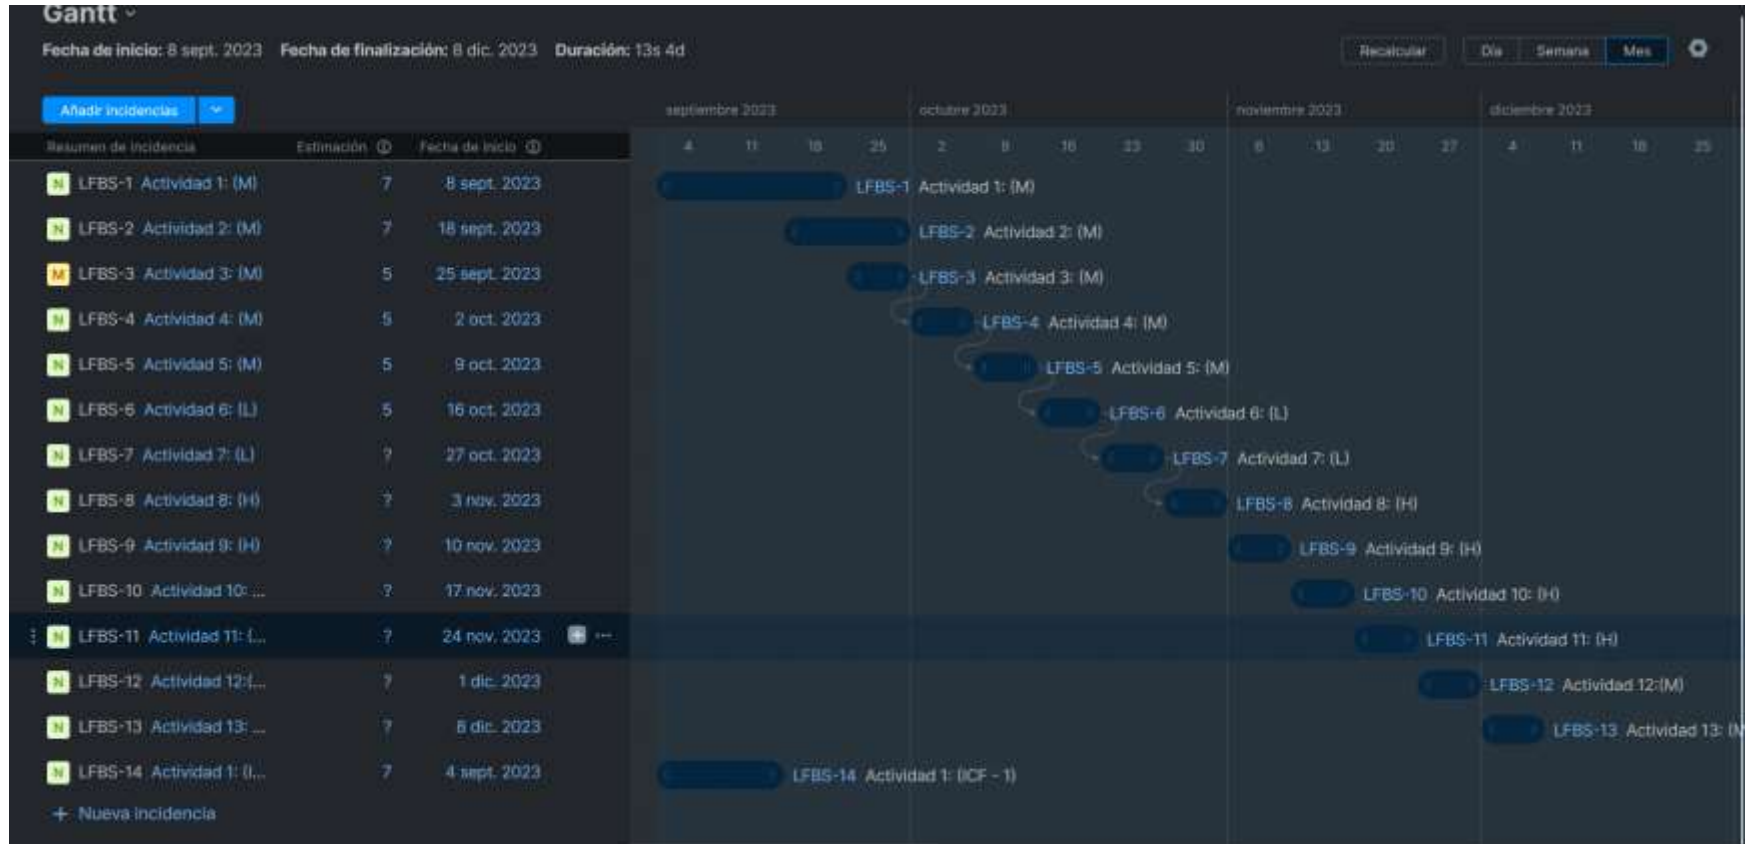 Gantt
Fecha de inicio: 8 sept. 2023 Fecha de finalización: 8 dic. 2023 Duración: 13s 4d
Recalcular Día Semana Mes
Añadir incidencias septiembre 2023 octubre 2023 noviembre 2023 diciembre 2023
Resumen de incidencia Estimación Fecha de inicio 4 11 18 25 2 9 16 23 30 6 13 20 27 4 11 18 25
N LFBS-1 Actividad 1: (M) 7 8 sept. 2023 LFBS-1 Actividad 1: (M)
N LFBS-2 Actividad 2: (M) 7 18 sept. 2023 LFBS-2 Actividad 2: (M)
M LFBS-3 Actividad 3: (M) 5 25 sept. 2023 LFBS-3 Actividad 3: (M)
N LFBS-4 Actividad 4: (M) 5 2 oct. 2023 LFBS-4 Actividad 4: (M)
N LFBS-5 Actividad 5: (M) 5 9 oct. 2023 LFBS-5 Actividad 5: (M)
N LFBS-6 Actividad 6: (L) 5 16 oct. 2023 LFBS-6 Actividad 6: (L)
N LFBS-7 Actividad 7: (L) ? 27 oct. 2023 LFBS-7 Actividad 7: (L)
N LFBS-8 Actividad 8: (H) ? 3 nov. 2023 LFBS-8 Actividad 8: (H)
N LFBS-9 Actividad 9: (H) ? 10 nov. 2023 LFBS-9 Actividad 9: (H)
N LFBS-10 Actividad 10: ... ? 17 nov. 2023 LFBS-10 Actividad 10: (H)
N LFBS-11 Actividad 11: (... ? 24 nov. 2023 LFBS-11 Actividad 11: (H)
N LFBS-12 Actividad 12:(... ? 1 dic. 2023 LFBS-12 Actividad 12:(M)
N LFBS-13 Actividad 13: ... ? 8 dic. 2023 LFBS-13 Actividad 13: (M
N LFBS-14 Actividad 1: (I... 7 4 sept. 2023 LFBS-14 Actividad 1: (ICF - 1)
+ Nueva incidencia